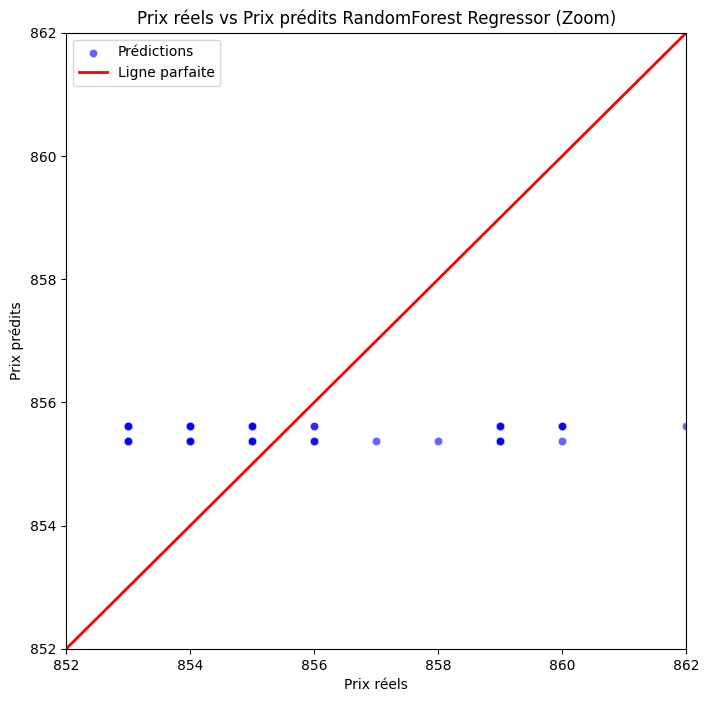 Prix réels vs Prix prédits RandomForest Regressor (Zoom)
Prédictions
Ligne parfaite
862
860
858
856
854
852
Prix prédits
852
854
856
858
860
862
Prix réels